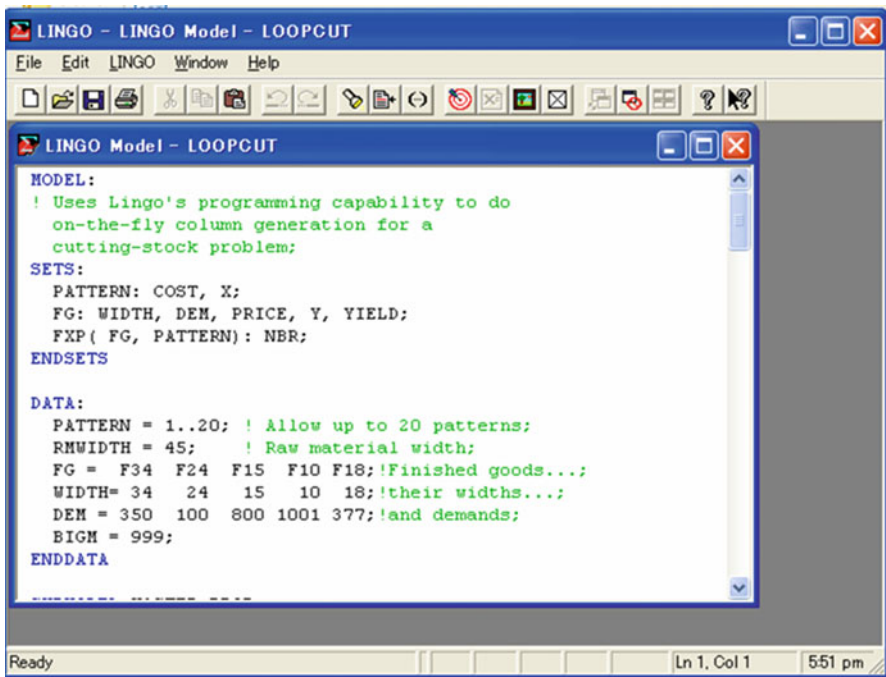 LINGO - LINGO Model - LOOPCUT
File Edit LINGO Window Help
LINGO Model - LOOPCUT
MODEL:
! Uses Lingo's programming capability to do
on-the-fly column generation for a
cutting-stock problem;
SETS:
PATTERN: COST, X;
FG: WIDTH, DEM, PRICE, Y, YIELD;
FXP( FG, PATTERN): NBR;
ENDSETS
DATA:
PATTERN = 1..20; ! Allow up to 20 patterns;
RMWIDTH = 45; ! Raw material width;
FG = F34 F24 F15 F10 F18;!Finished goods...;
WIDTH= 34 24 15 10 18;!their widths...;
DEM = 350 100 800 1001 377;!and demands;
BIGM = 999;
ENDDATA
Ready
Ln 1, Col 1
5:51 pm